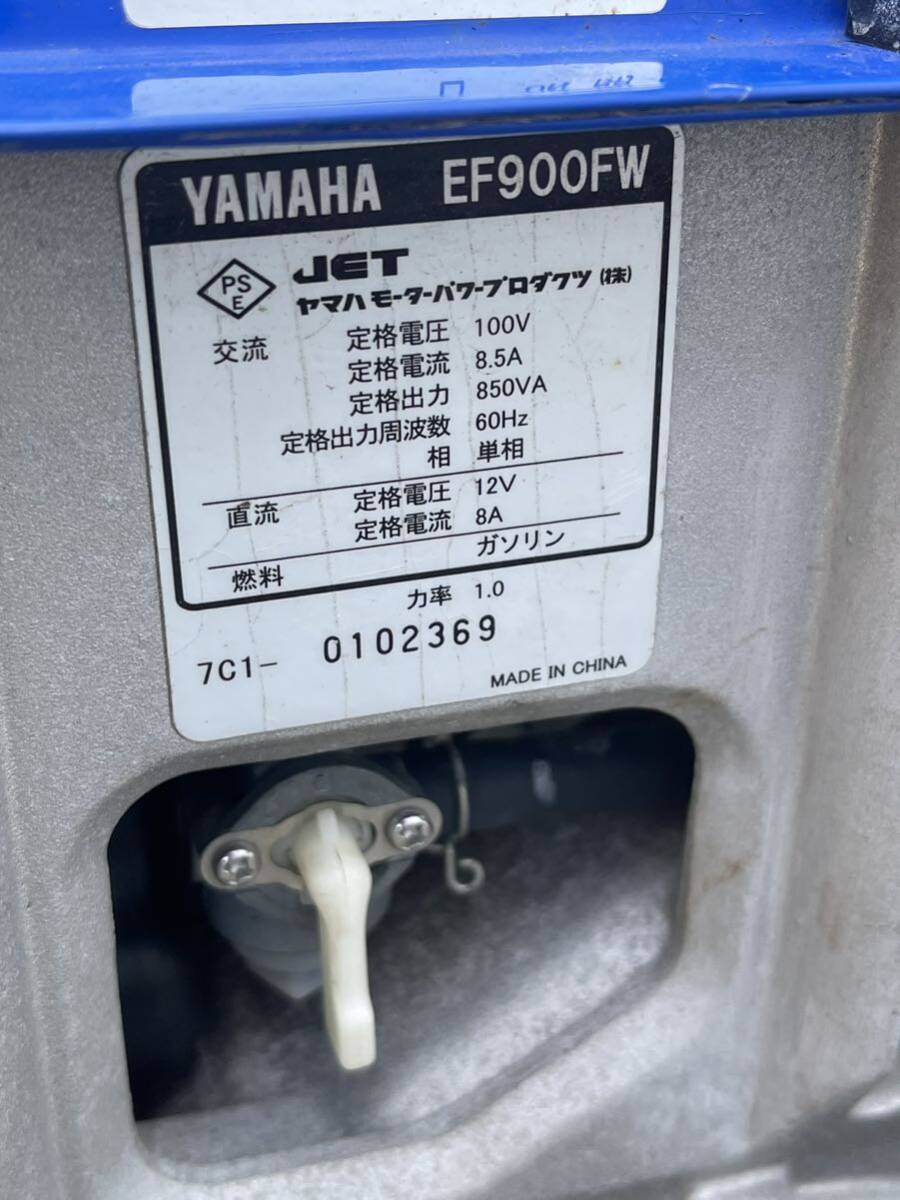 YAMAHA EF900FW
PS
E
JET
ヤマハ モーターパワープロダクツ(株)
交流 定格電圧 100V
定格電流 8.5A
定格出力 850VA
定格出力周波数 60Hz
相 単相
直流 定格電圧 12V
定格電流 8A
燃料 ガソリン
力率 1.0
7C1- 0102369
MADE IN CHINA